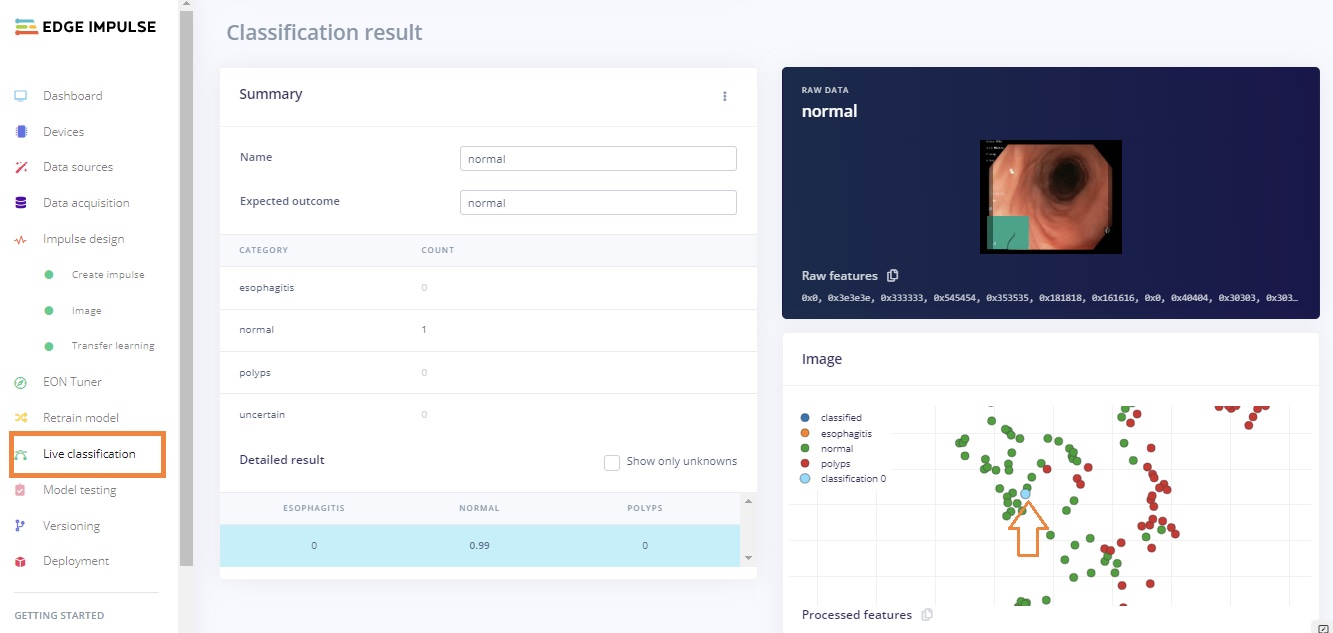 EDGE IMPULSE
Dashboard
Devices
Data sources
Data acquisition
Impulse design
Create impulse
Image
Transfer learning
EON Tuner
Retrain model
Live classification
Model testing
Versioning
Deployment
GETTING STARTED
Classification result
Summary
Name
normal
Expected outcome
normal
CATEGORY COUNT
esophagitis 0
normal 1
polyps 0
uncertain 0
Detailed result
Show only unknowns
ESOPHAGITIS NORMAL POLYPS
0 0.99 0
RAW DATA
normal
Raw features
0x0, 0x3e3e3e, 0x333333, 0x545454, 0x353535, 0x181818, 0x161616, 0x0, 0x40404, 0x30303, 0x303…
Image
classified
esophagitis
normal
polyps
classification 0
Processed features